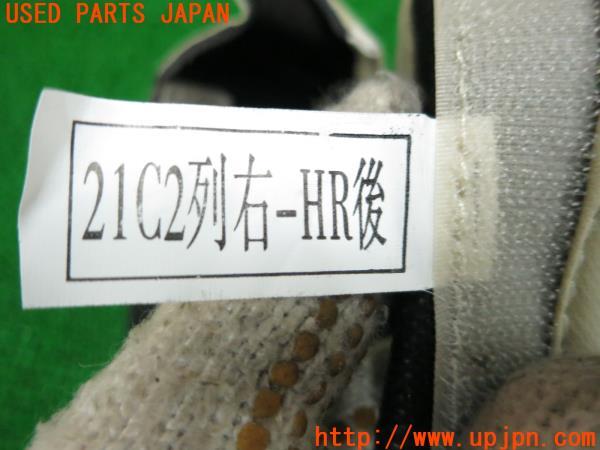 USED PARTS JAPAN
21C2列右-HR後
http://www.upjpn.com